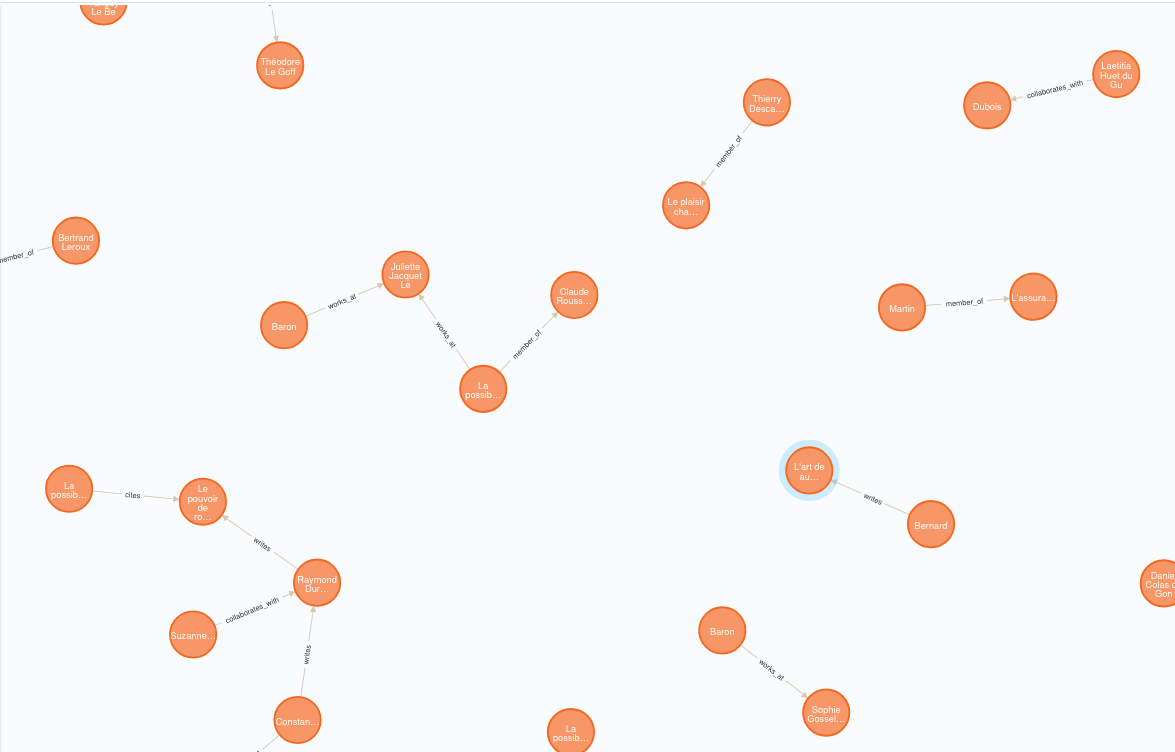 Le Be
Théodore
Le Goff
Laetitia
Huet du
Gu
collaborates_with
Dubois
Thierry
Desca...
member_of
Le plaisir
cha...
Bertrand
Leroux
member_of
Juliette
Jacquet
Le
works_at
Baron
Claude
Rouss...
works_at
member_of
La
possib...
Martin
member_of
L'assura...
L'art de
au...
writes
Bernard
La
possib...
cites
Le
pouvoir
de
ro...
writes
Raymond
Dur...
collaborates_with
Suzanne...
writes
Constan...
Danie
Colas
Gon
Baron
works_at
Sophie
Gossel...
La
possib...